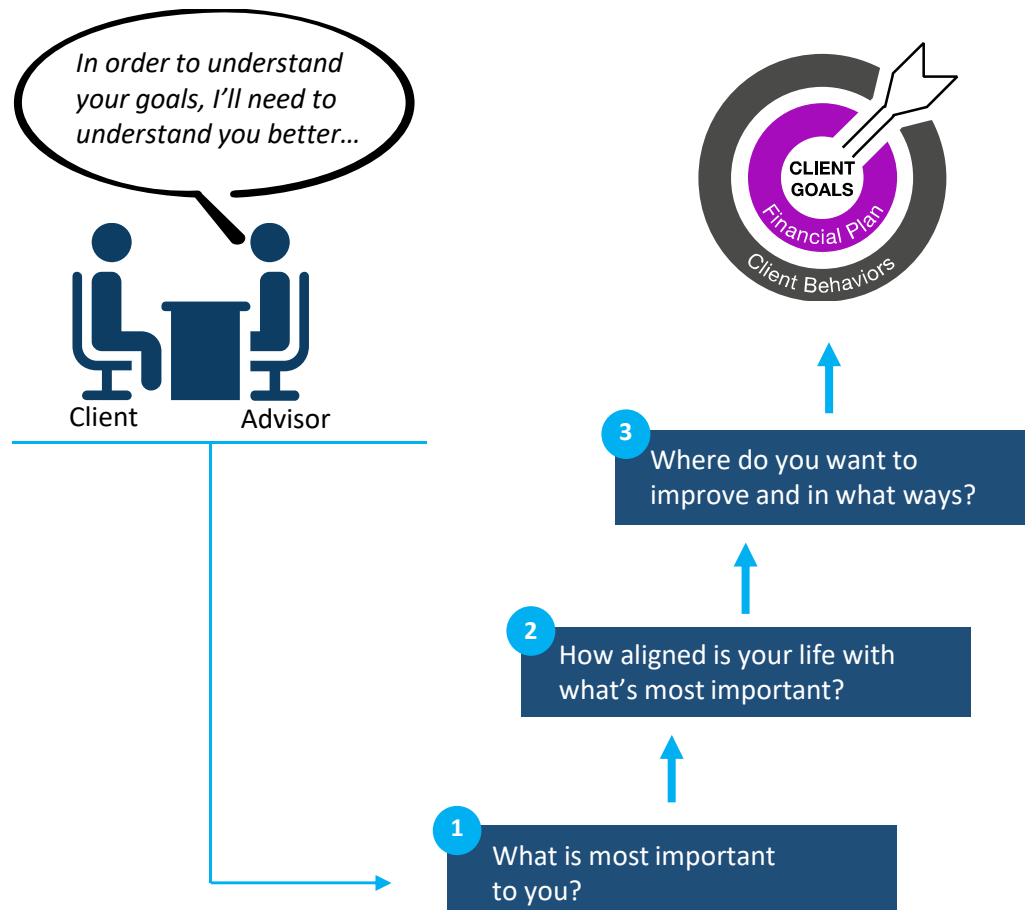 In order to understand
your goals, I’ll need to
understand you better…
Client
Advisor
CLIENT
GOALS
Financial Plan
Client Behaviors
3
Where do you want to
improve and in what ways?
2
How aligned is your life with
what’s most important?
1
What is most important
to you?